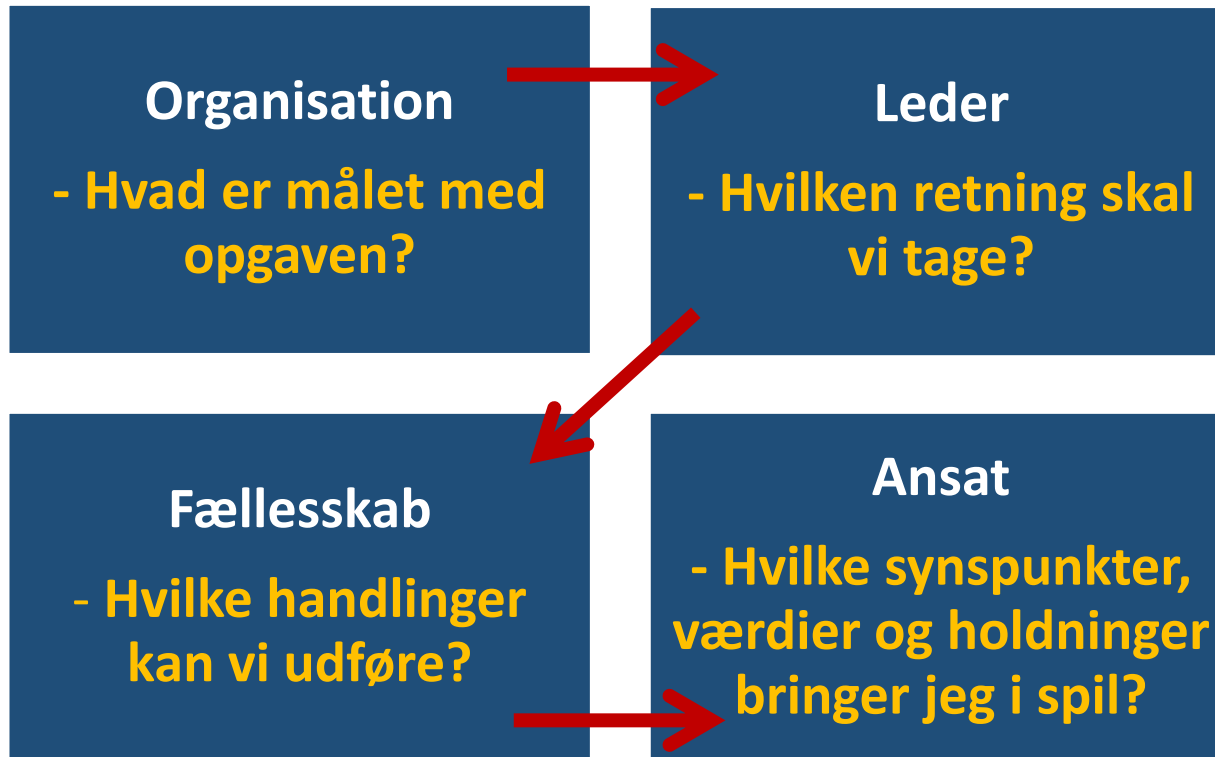 Organisation
- Hvad er målet med
opgaven?
Leder
- Hvilken retning skal
vi tage?
Fællesskab
- Hvilke handlinger
kan vi udføre?
Ansat
- Hvilke synspunkter,
værdier og holdninger
bringer jeg i spil?